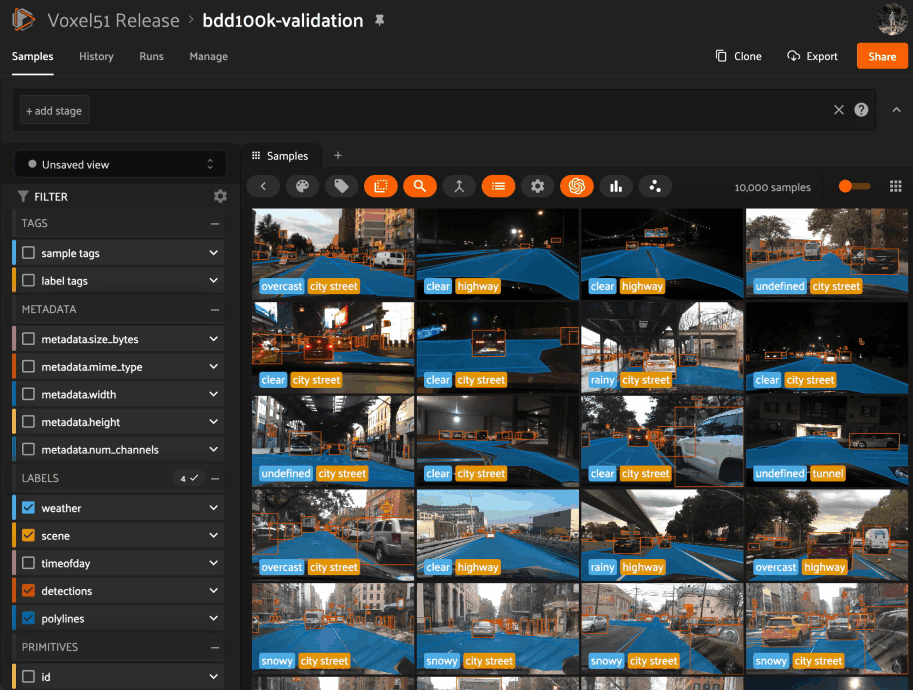 Voxel51 Release > bdd100k-validation
Samples History Runs Manage Clone Export Share
+ add stage
Unsaved view
Samples +
10,000 samples
FILTER
TAGS
sample tags
label tags
METADATA
metadata.size_bytes
metadata.mime_type
metadata.width
metadata.height
metadata.num_channels
LABELS 4
weather
scene
timeofday
detections
polylines
PRIMITIVES
id
overcast city street
clear highway
clear highway
undefined city street
clear city street
clear city street
rainy city street
clear city street
undefined city street
clear city street
clear city street
undefined tunnel
overcast city street
clear highway
rainy highway
overcast highway
snowy city street
snowy city street
snowy city street
snowy city street